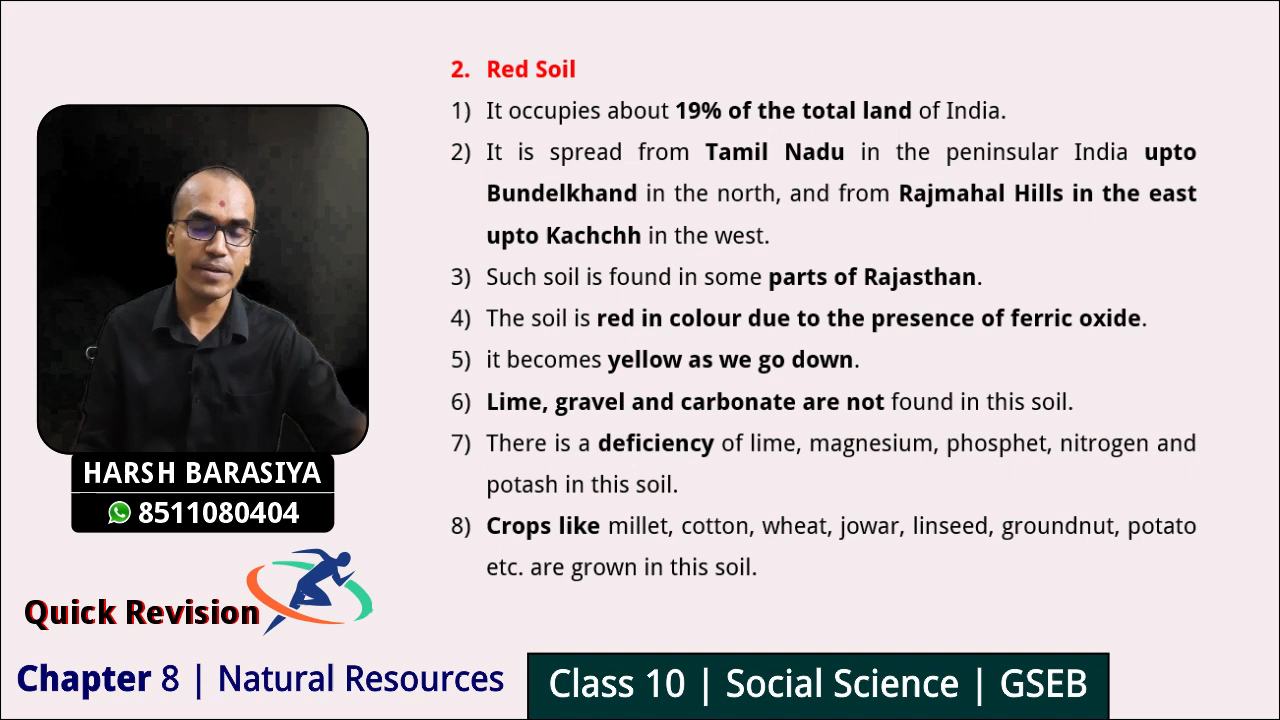 2. Red Soil
1) It occupies about 19% of the total land of India.
2) It is spread from Tamil Nadu in the peninsular India upto
Bundelkhand in the north, and from Rajmahal Hills in the east
upto Kachchh in the west.
3) Such soil is found in some parts of Rajasthan.
4) The soil is red in colour due to the presence of ferric oxide.
5) it becomes yellow as we go down.
6) Lime, gravel and carbonate are not found in this soil.
7) There is a deficiency of lime, magnesium, phosphet, nitrogen and
potash in this soil.
8) Crops like millet, cotton, wheat, jowar, linseed, groundnut, potato
etc. are grown in this soil.
HARSH BARASIYA
8511080404
Quick Revision
Chapter 8 | Natural Resources
Class 10 | Social Science | GSEB